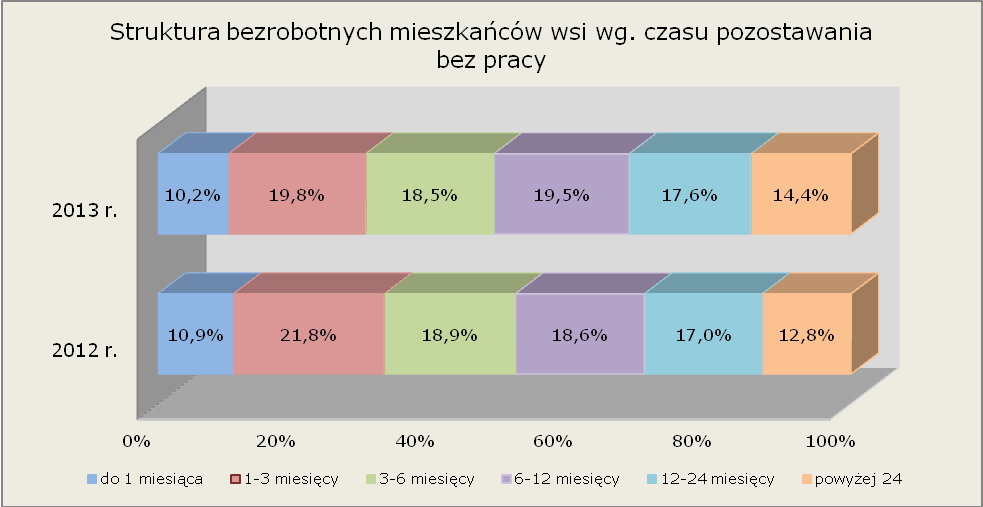 Struktura bezrobotnych mieszkańców wsi wg. czasu pozostawania
bez pracy
2013 r.
10,2% 19,8% 18,5% 19,5% 17,6% 14,4%
2012 r.
10,9% 21,8% 18,9% 18,6% 17,0% 12,8%
0% 20% 40% 60% 80% 100%
do 1 miesiąca 1-3 miesięcy 3-6 miesięcy 6-12 miesięcy 12-24 miesięcy powyżej 24